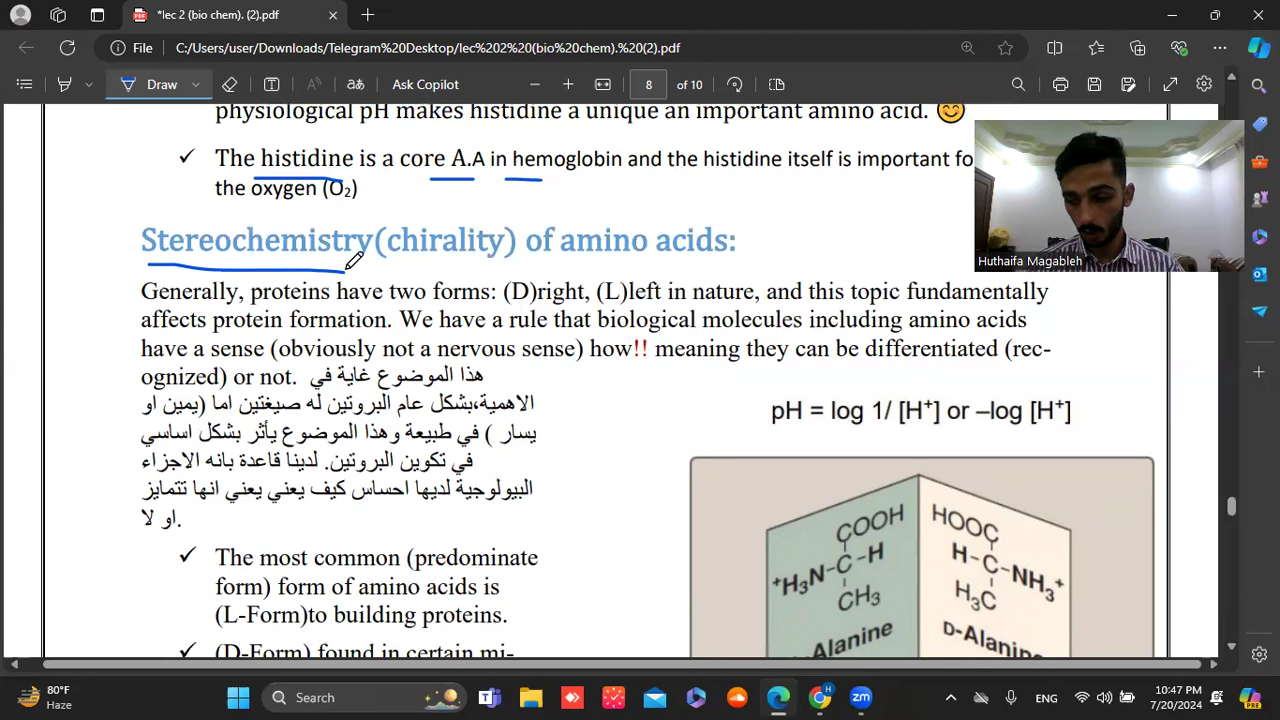 *lec 2 (bio chem). (2).pdf
File C:/Users/user/Downloads/Telegram%20Desktop/lec%202%20(bio%20chem).%20(2).pdf
Draw Ask Copilot 8 of 10
physiological pH makes histidine a unique an important amino acid. 😊
✓ The histidine is a core A.A in hemoglobin and the histidine itself is important fo
the oxygen (O₂)
Huthaifa Magableh
Stereochemistry(chirality) of amino acids:
Generally, proteins have two forms: (D)right, (L)left in nature, and this topic fundamentally
affects protein formation. We have a rule that biological molecules including amino acids
have a sense (obviously not a nervous sense) how!! meaning they can be differentiated (rec-
ognized) or not. هذا الموضوع غاية في
الاهمية،بشكل عام البروتين له صيغتين اما (يمين او
يسار ) في طبيعة وهذا الموضوع يأثر بشكل اساسي
في تكوين البروتين. لدينا قاعدة بانه الاجزاء
البيولوجية لديها احساس كيف يعني يعني انها تتمايز
او لا.
pH = log 1/ [H⁺] or –log [H⁺]
✓ The most common (predominate
form) form of amino acids is
(L-Form)to building proteins.
✓ (D-Form) found in certain mi-
COOH
⁺H₃N-C-H
CH₃
Alanine
HOOC
H-C-NH₃⁺
H₃C
D-Alanin
80°F
Haze
Search
ENG
10:47 PM
7/20/2024